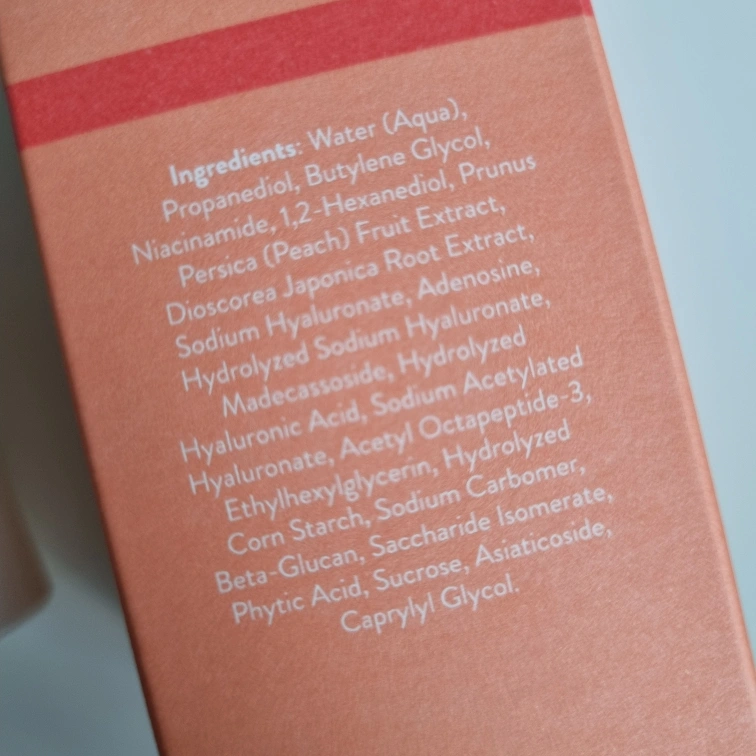 Ingredients: Water (Aqua),
Propanediol, Butylene Glycol,
Niacinamide, 1,2-Hexanediol, Prunus
Persica (Peach) Fruit Extract,
Dioscorea Japonica Root Extract,
Sodium Hyaluronate, Adenosine,
Hydrolyzed Sodium Hyaluronate,
Madecassoside, Hydrolyzed
Hyaluronic Acid, Sodium Acetylated
Hyaluronate, Acetyl Octapeptide-3,
Ethylhexylglycerin, Hydrolyzed
Corn Starch, Sodium Carbomer,
Beta-Glucan, Saccharide Isomerate,
Phytic Acid, Sucrose, Asiaticoside,
Caprylyl Glycol.